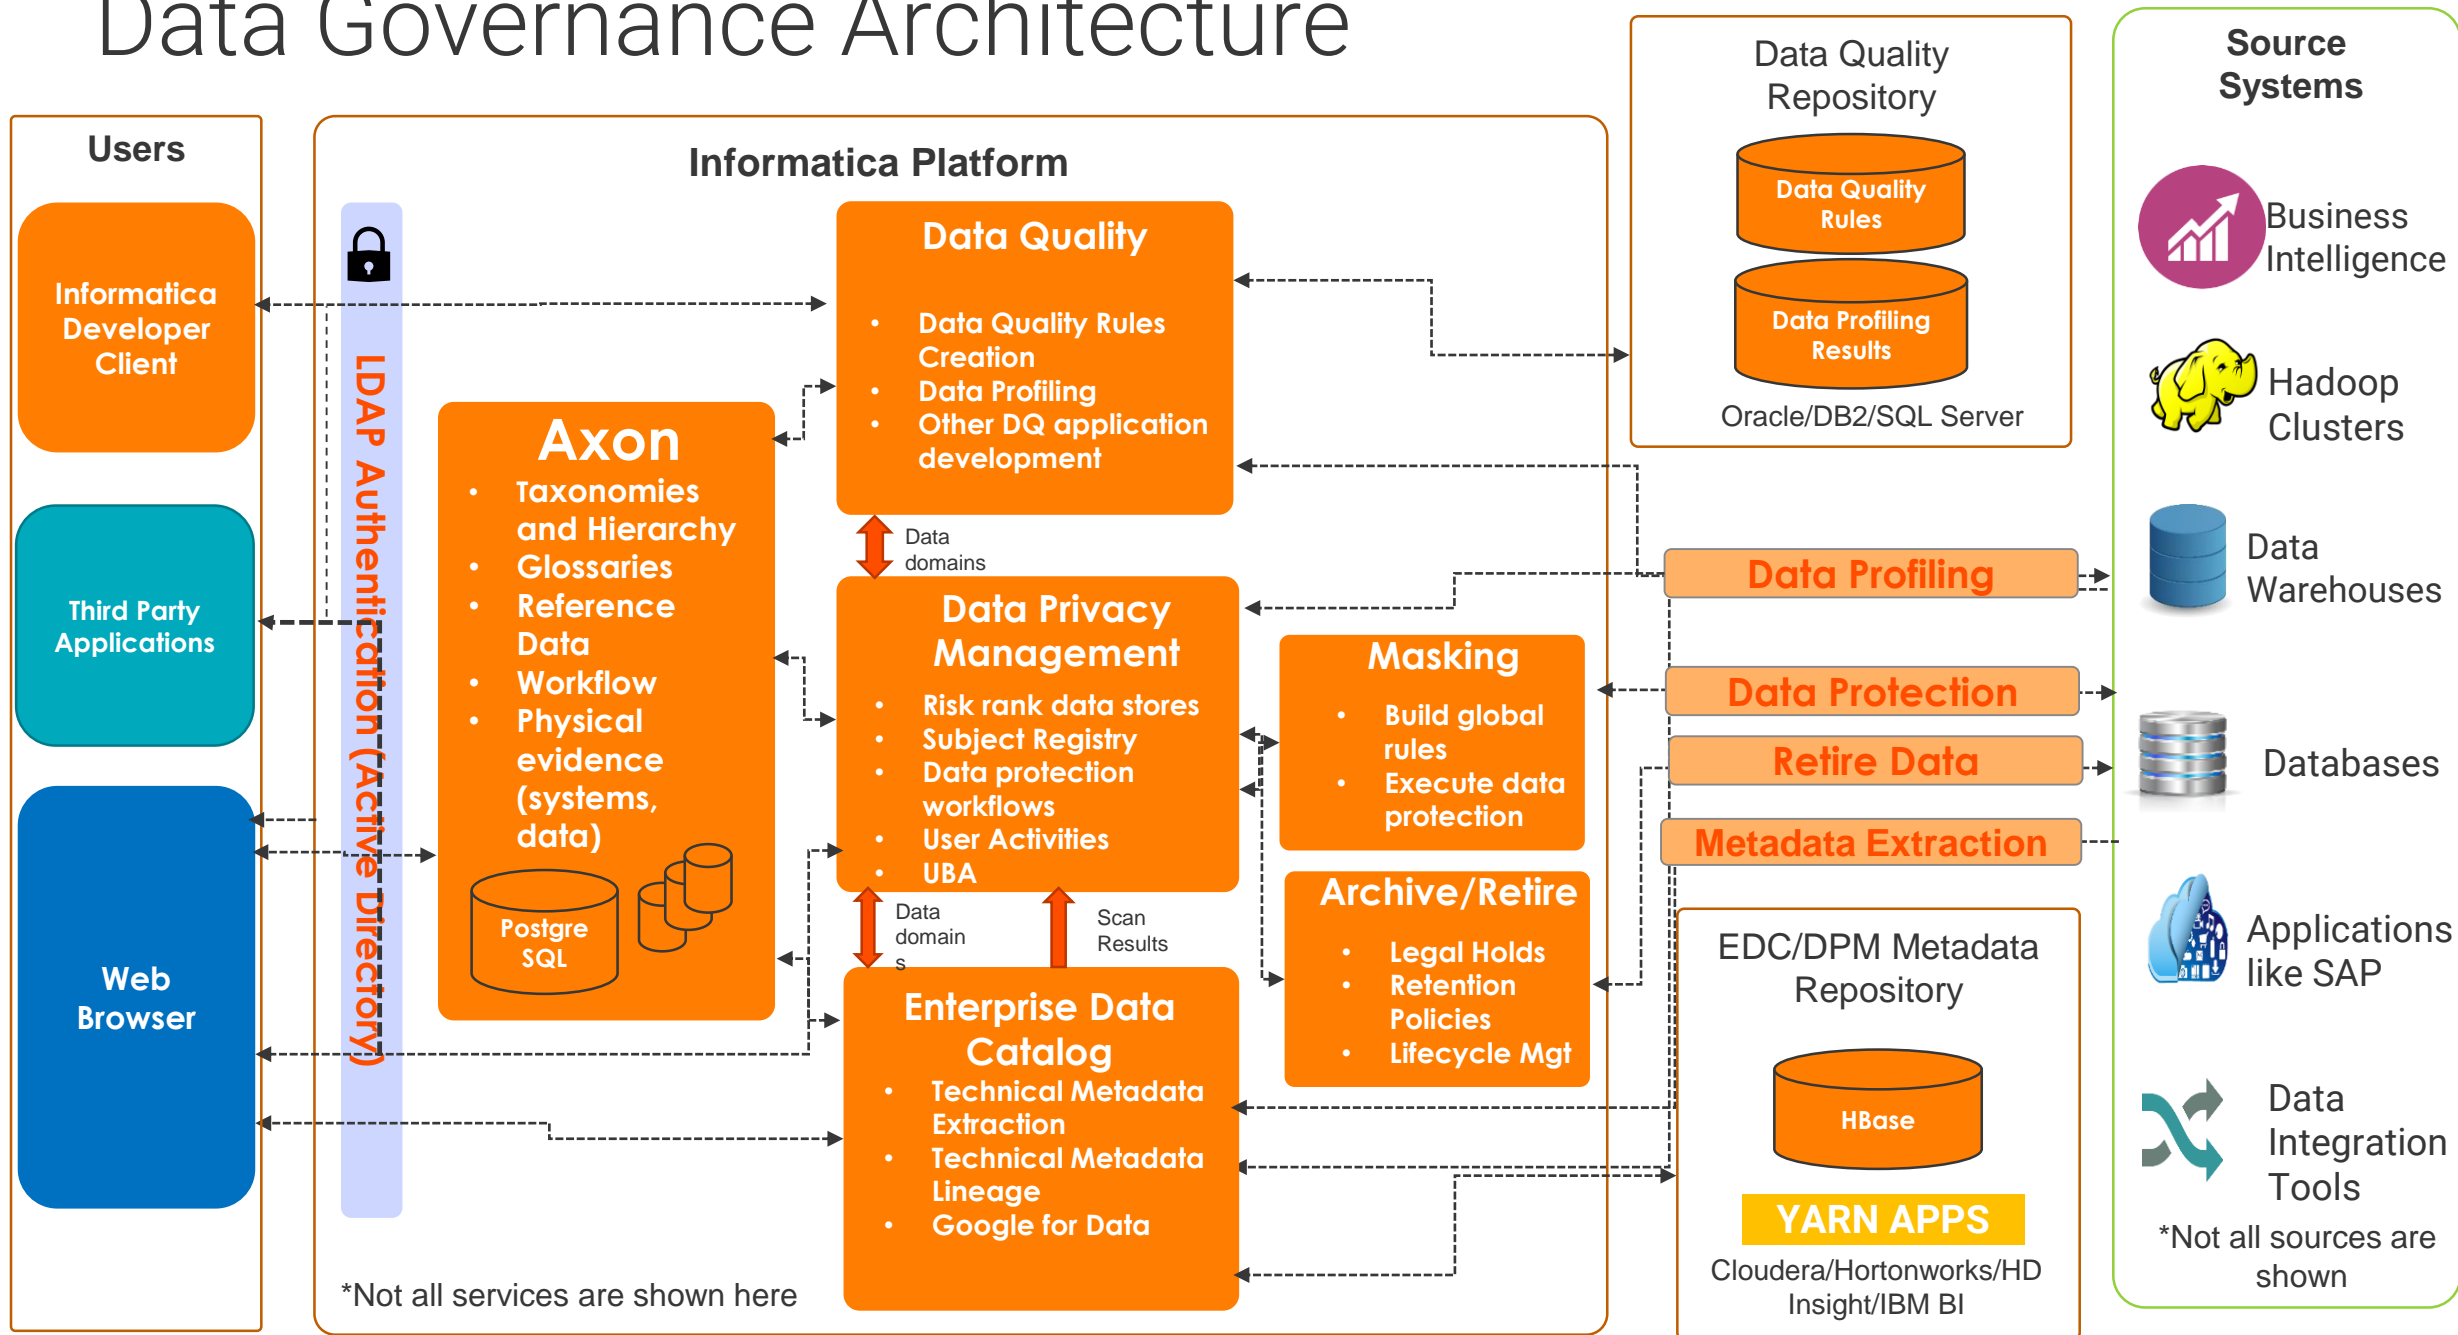 Data Governance Architecture
Users
Informatica
Developer
Client
Third Party
Applications
Web
Browser
Informatica Platform
LDAP Authentication (Active Directory)
Axon
• Taxonomies
and Hierarchy
• Glossaries
• Reference
Data
• Workflow
• Physical
evidence
(systems,
data)
Postgre
SQL
Data Quality
• Data Quality Rules
Creation
• Data Profiling
• Other DQ application
development
Data
domains
Data Privacy
Management
• Risk rank data stores
• Subject Registry
• Data protection
workflows
• User Activities
• UBA
Data
domain
s
Scan
Results
Enterprise Data
Catalog
• Technical Metadata
Extraction
• Technical Metadata
Lineage
• Google for Data
Masking
• Build global
rules
• Execute data
protection
Archive/Retire
• Legal Holds
• Retention
Policies
• Lifecycle Mgt
*Not all services are shown here
Data Quality
Repository
Data Quality
Rules
Data Profiling
Results
Oracle/DB2/SQL Server
Data Profiling
Data Protection
Retire Data
Metadata Extraction
EDC/DPM Metadata
Repository
HBase
YARN APPS
Cloudera/Hortonworks/HD
Insight/IBM BI
Source
Systems
Business
Intelligence
Hadoop
Clusters
Data
Warehouses
Databases
Applications
like SAP
Data
Integration
Tools
*Not all sources are
shown